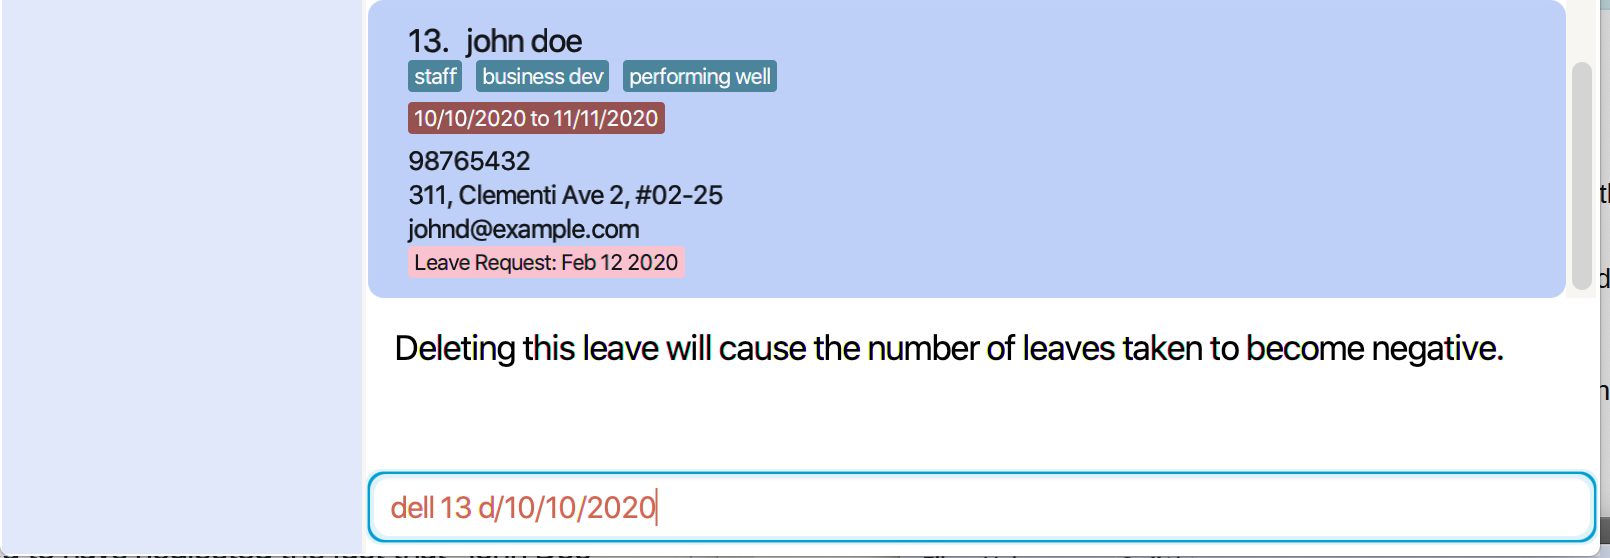 13. john doe
staff business dev performing well
10/10/2020 to 11/11/2020
98765432
311, Clementi Ave 2, #02-25
johnd@example.com
Leave Request: Feb 12 2020
Deleting this leave will cause the number of leaves taken to become negative.
dell 13 d/10/10/2020